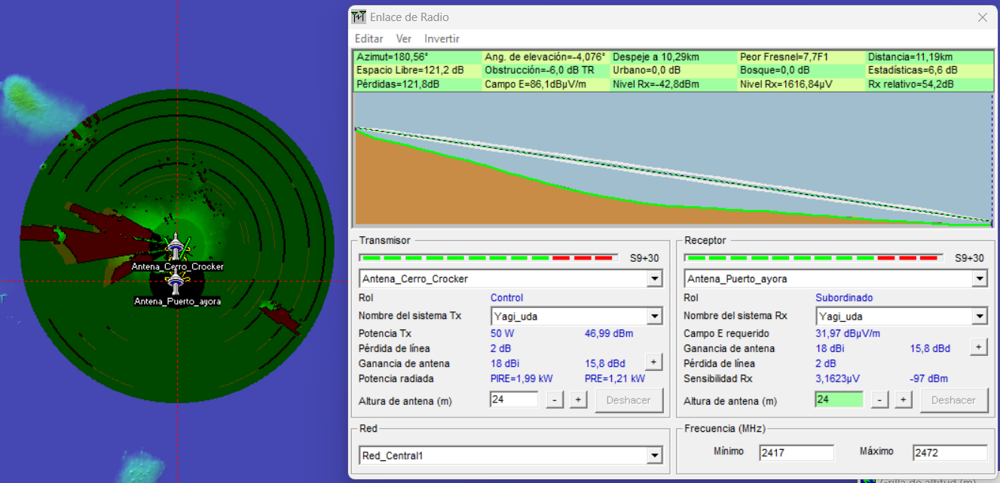 Enlace de Radio
Editar Ver Invertir
Azimut=180,56° Ang. de elevación=-4,076° Despeje a 10,29km Peor Fresnel=7,7F1 Distancia=11,19km
Espacio Libre=121,2 dB Obstrucción=-6,0 dB TR Urbano=0,0 dB Bosque=0,0 dB Estadísticas=6,6 dB
Pérdidas=121,8dB Campo E=86,1dBµV/m Nivel Rx=-42,8dBm Nivel Rx=1616,84µV Rx relativo=54,2dB
Antena_Cerro_Crocker
Antena_Puerto_ayora
Transmisor
S9+30
Antena_Cerro_Crocker
Rol Control
Nombre del sistema Tx Yagi_uda
Potencia Tx 50 W 46,99 dBm
Pérdida de línea 2 dB
Ganancia de antena 18 dBi 15,8 dBd +
Potencia radiada PIRE=1,99 kW PRE=1,21 kW
Altura de antena (m) 24 - + Deshacer
Receptor
S9+30
Antena_Puerto_ayora
Rol Subordinado
Nombre del sistema Rx Yagi_uda
Campo E requerido 31,97 dBµV/m
Ganancia de antena 18 dBi 15,8 dBd +
Pérdida de línea 2 dB
Sensibilidad Rx 3,1623µV -97 dBm
Altura de antena (m) 24 - + Deshacer
Red
Red_Central1
Frecuencia (MHz)
Mínimo 2417 Máximo 2472